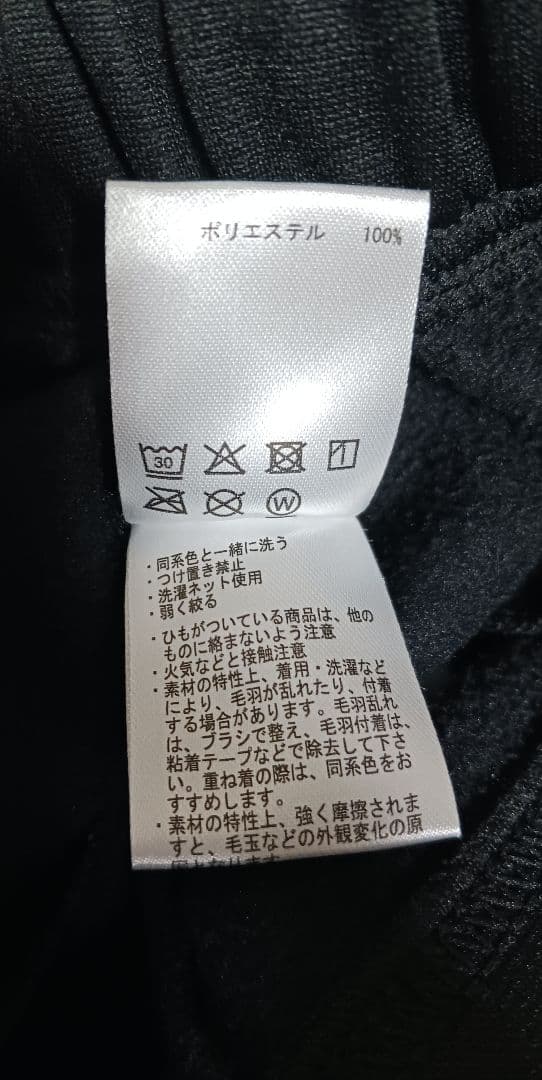 ポリエステル 100%
30
W
・同系色と一緒に洗う
・つけ置き禁止
・洗濯ネット使用
・弱く絞る
・ひもがついている商品は、他の
ものに絡まないよう注意
・火気などと接触注意
・素材の特性上、着用・洗濯など
により、毛羽が乱れたり、付着
する場合があります。毛羽乱れ
は、ブラシで整え、毛羽付着は、
粘着テープなどで除去して下さ
い。重ね着の際は、同系色をお
すすめします。
・素材の特性上、強く摩擦されま
すと、毛玉などの外観変化の原